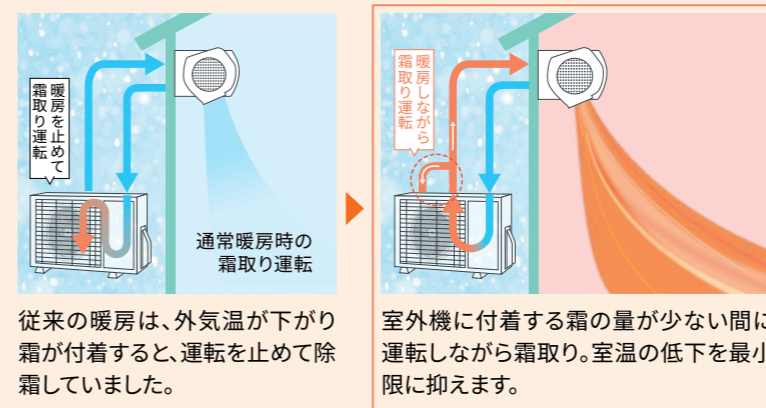 暖房を止めて
霜取り運転
通常暖房時の
霜取り運転
従来の暖房は、外気温が下がり
霜が付着すると、運転を止めて除
霜していました。
暖房しながら
霜取り運転
室外機に付着する霜の量が少ない間に
運転しながら霜取り。室温の低下を最小
限に抑えます。